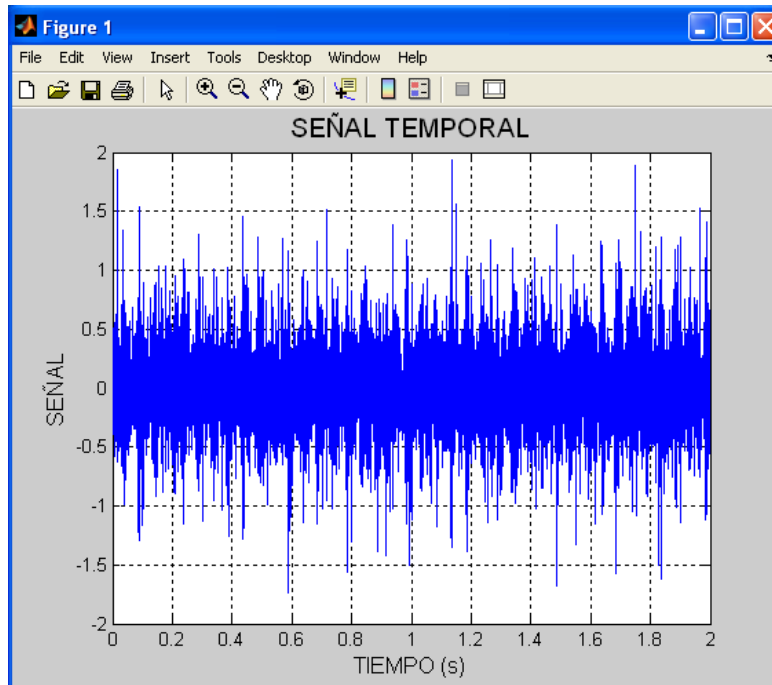 Figure 1
File Edit View Insert Tools Desktop Window Help
SEÑAL TEMPORAL
2
1.5
1
0.5
0
-0.5
-1
-1.5
-2
SEÑAL
0 0.2 0.4 0.6 0.8 1 1.2 1.4 1.6 1.8 2
TIEMPO (s)